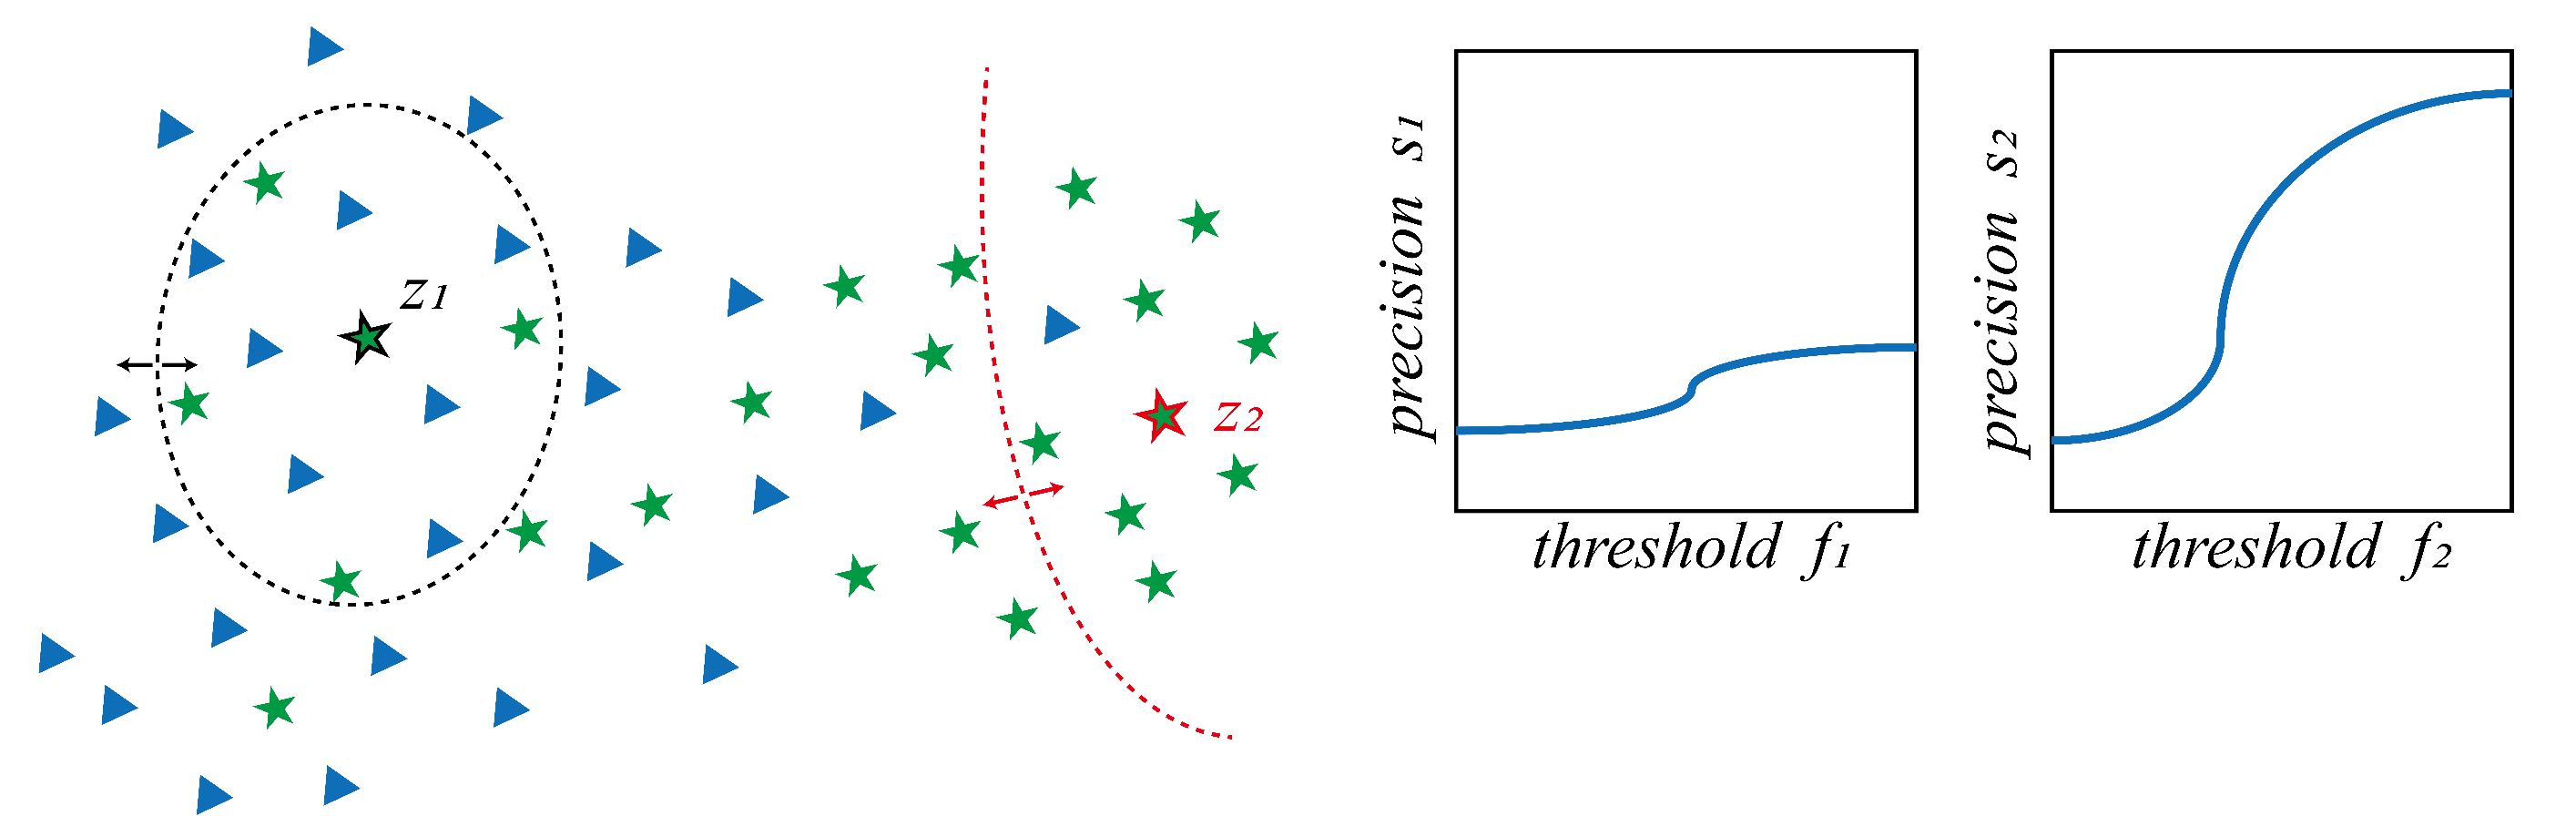 z1
z2
precision s1
threshold f1
precision s2
threshold f2